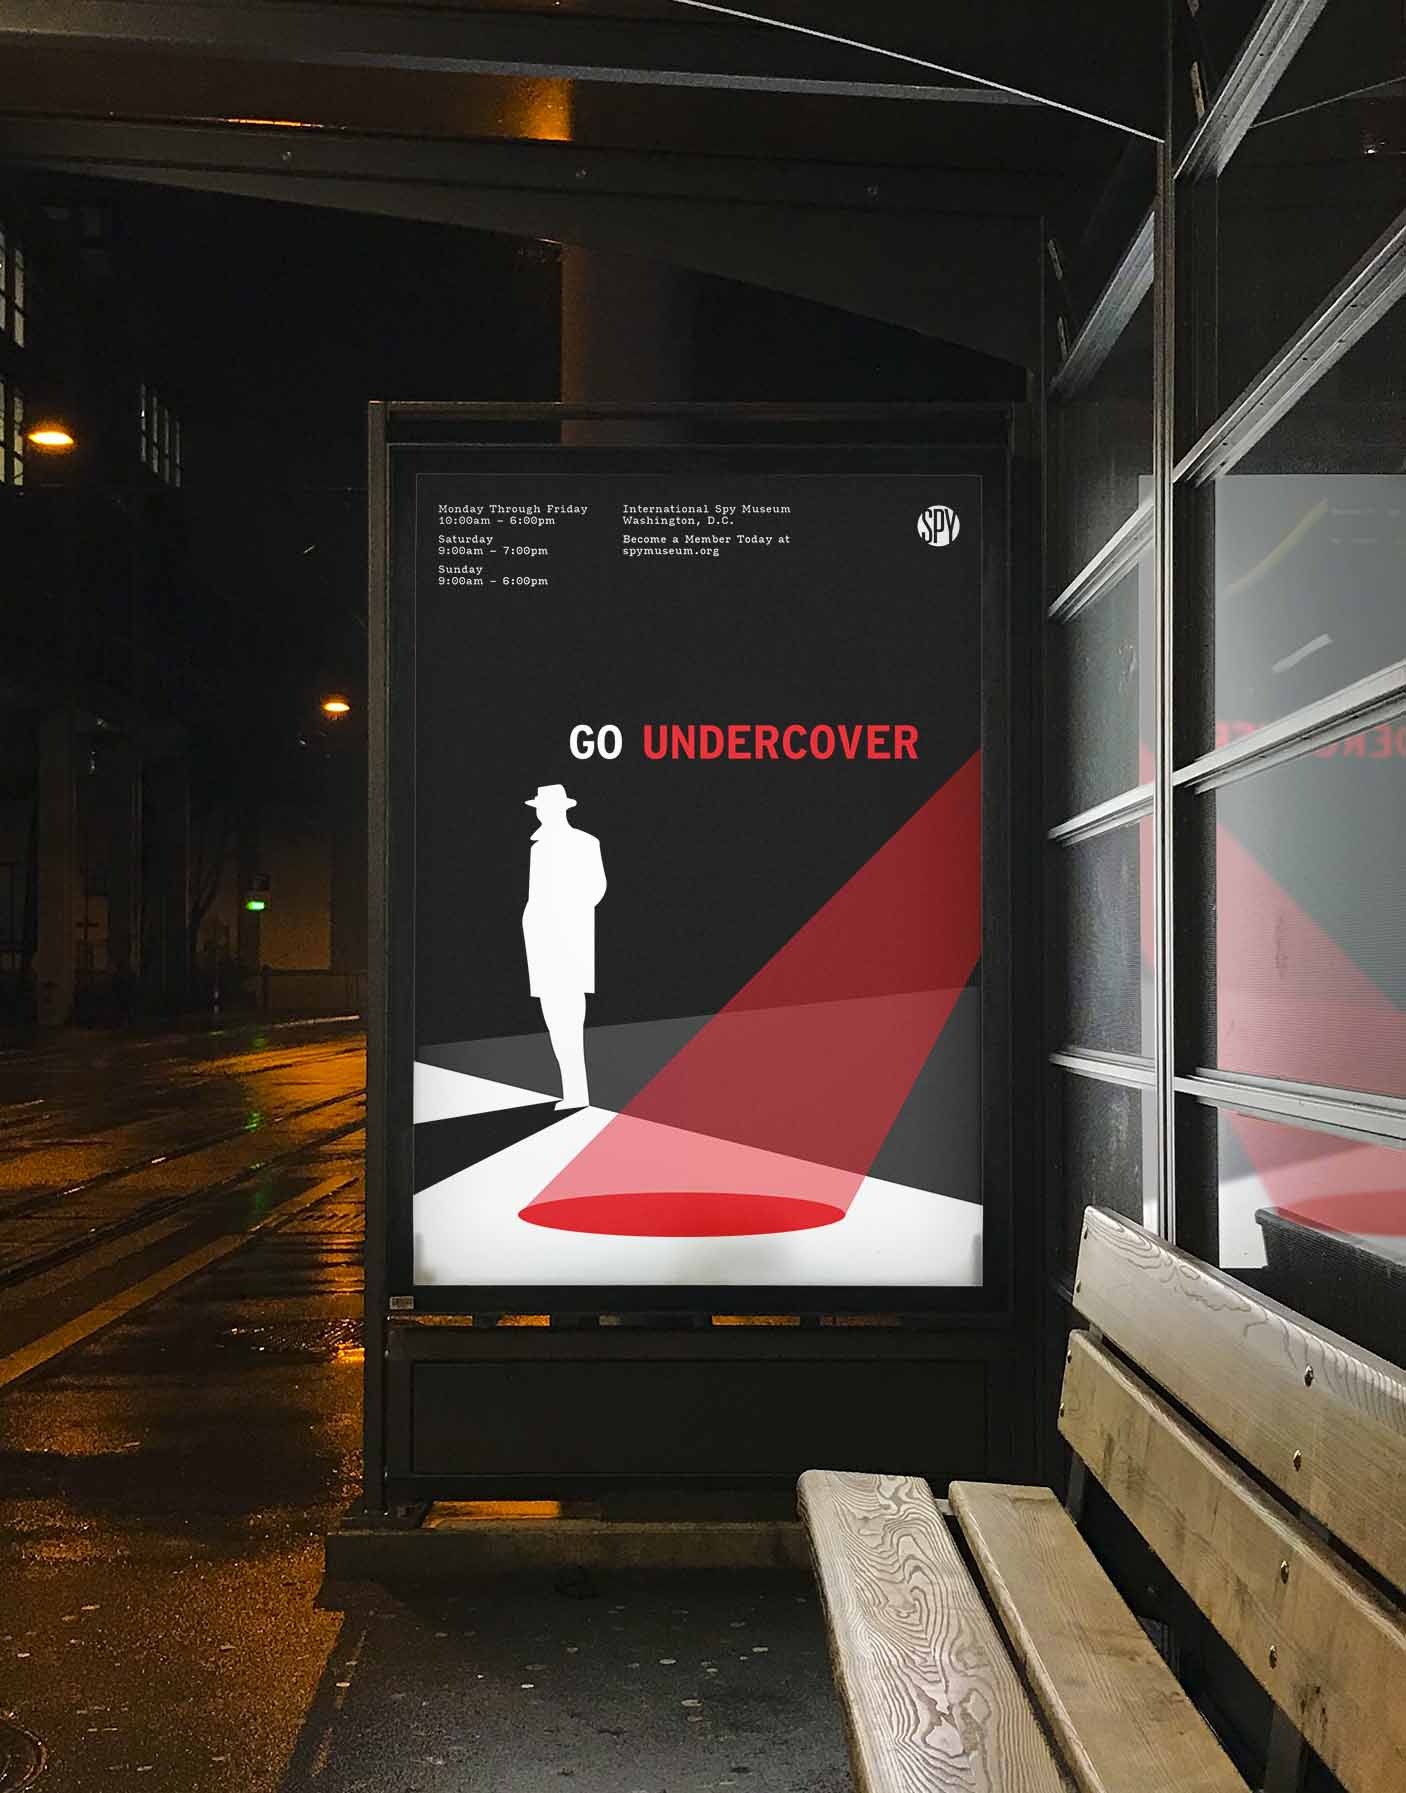 Monday Through Friday
10:00am – 6:00pm
Saturday
9:00am – 7:00pm
Sunday
9:00am – 6:00pm
International Spy Museum
Washington, D.C.
Become a Member Today at
spymuseum.org
SPY
GO UNDERCOVER